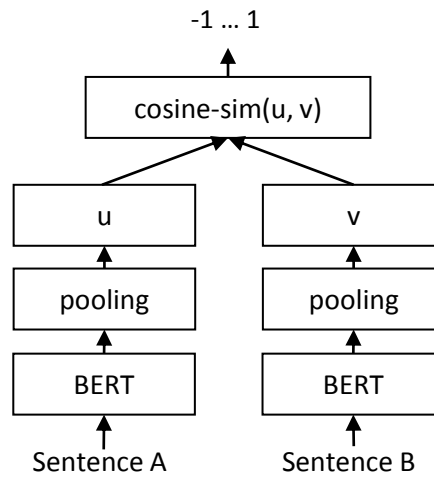 -1 … 1
cosine-sim(u, v)
u v
pooling pooling
BERT BERT
Sentence A Sentence B